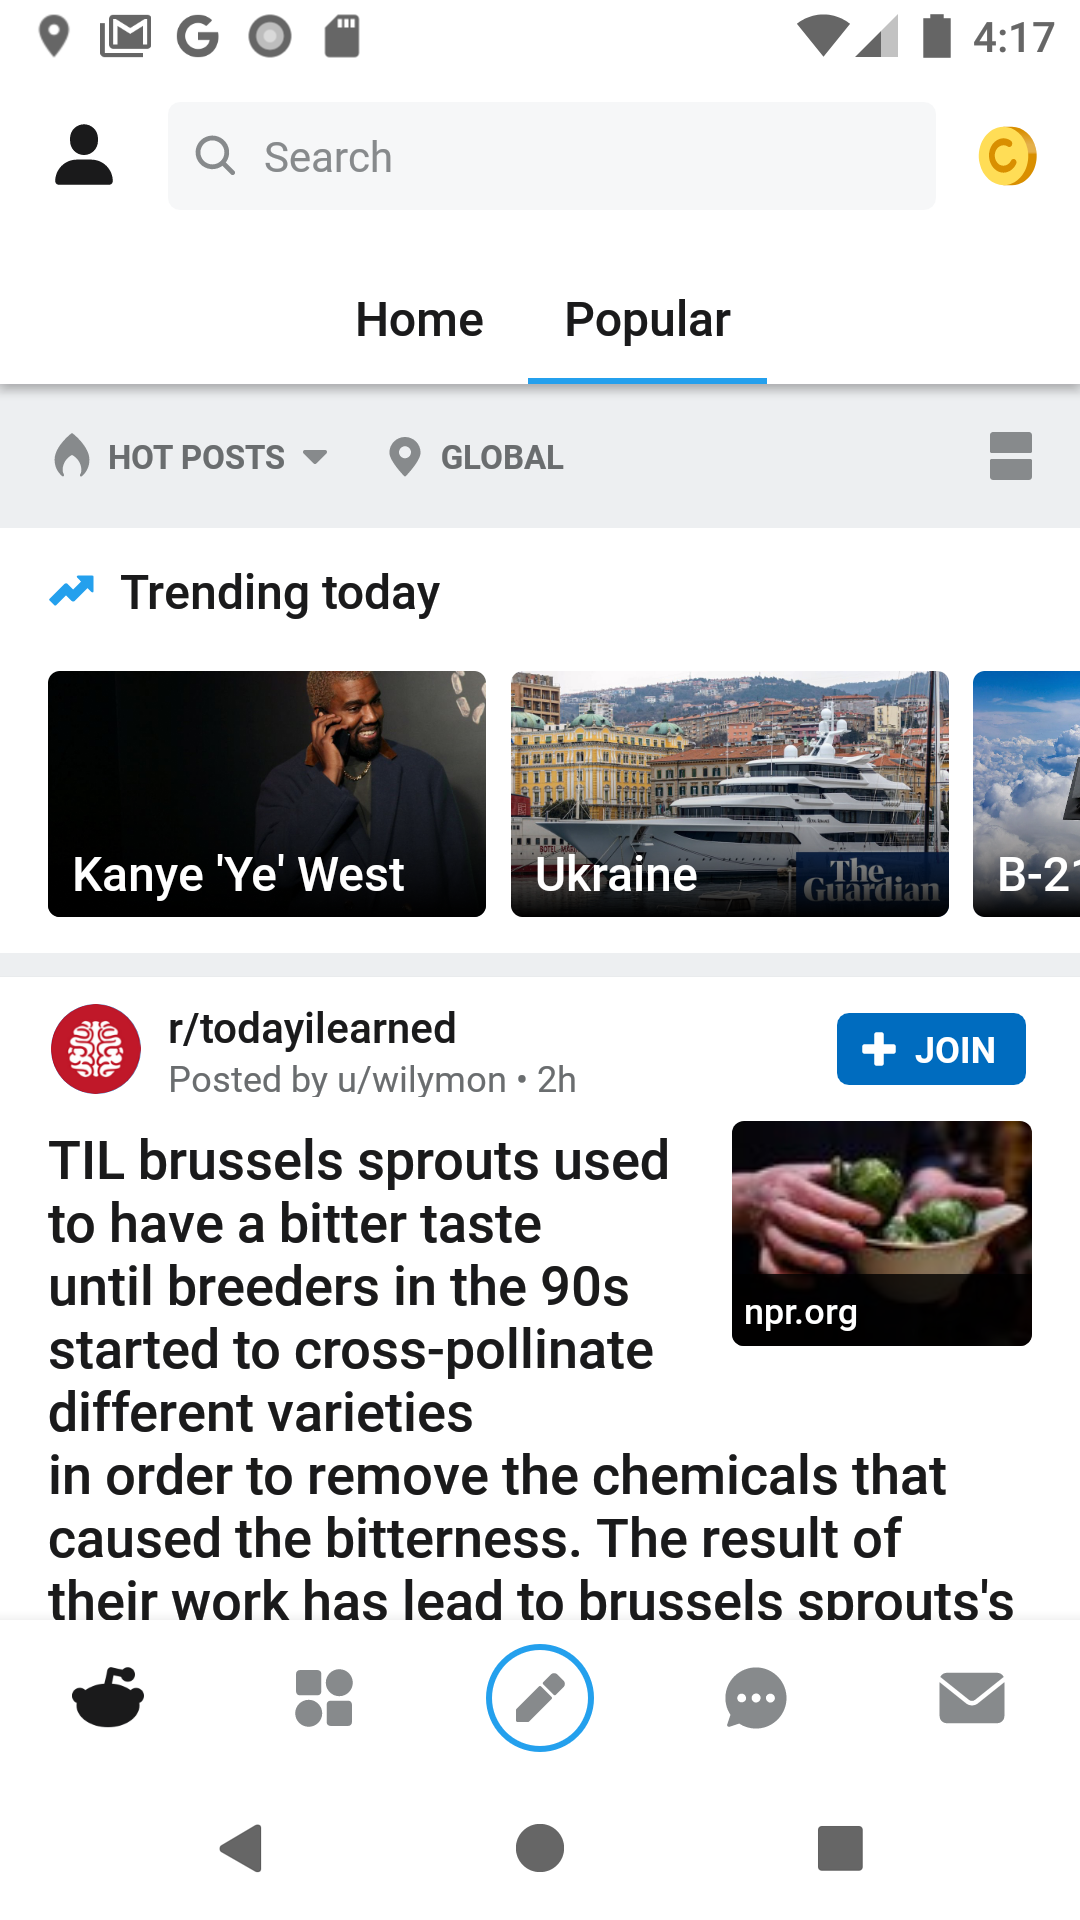 4:17
Search
Home Popular
HOT POSTS GLOBAL
Trending today
Kanye 'Ye' West
Ukraine
The
Guardian
B-21
r/todayilearned
Posted by u/wilymon • 2h
JOIN
TIL brussels sprouts used
to have a bitter taste
until breeders in the 90s
started to cross-pollinate
different varieties
in order to remove the chemicals that
caused the bitterness. The result of
their work has lead to brussels sprouts's
npr.org